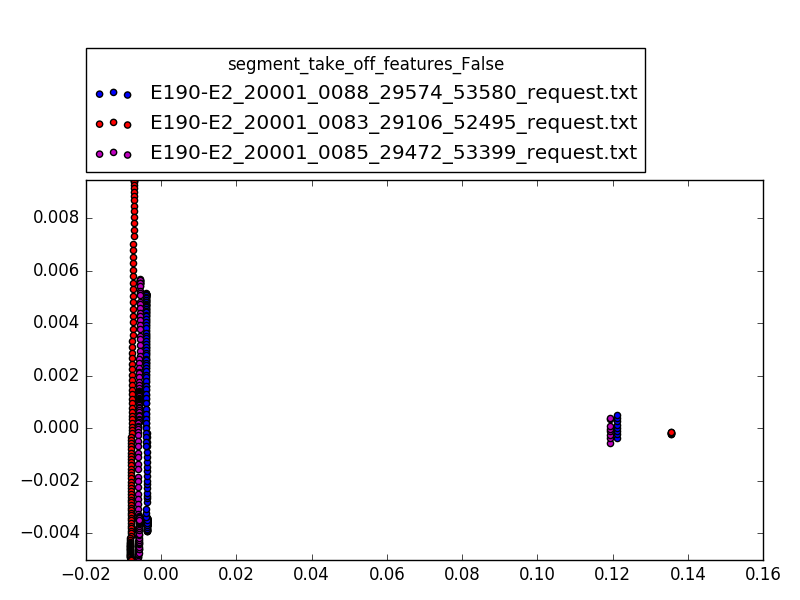 segment_take_off_features_False
E190-E2_20001_0088_29574_53580_request.txt
E190-E2_20001_0083_29106_52495_request.txt
E190-E2_20001_0085_29472_53399_request.txt
0.008
0.006
0.004
0.002
0.000
−0.002
−0.004
−0.02 0.00 0.02 0.04 0.06 0.08 0.10 0.12 0.14 0.16